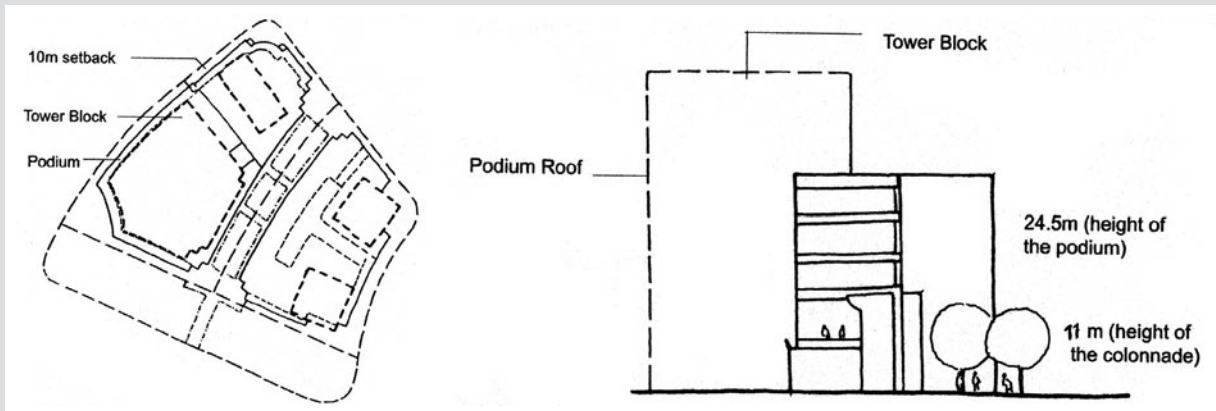 10m setback
Tower Block
Podium
Tower Block
Podium Roof
24.5m (height of
the podium)
11 m (height of
the colonnade)